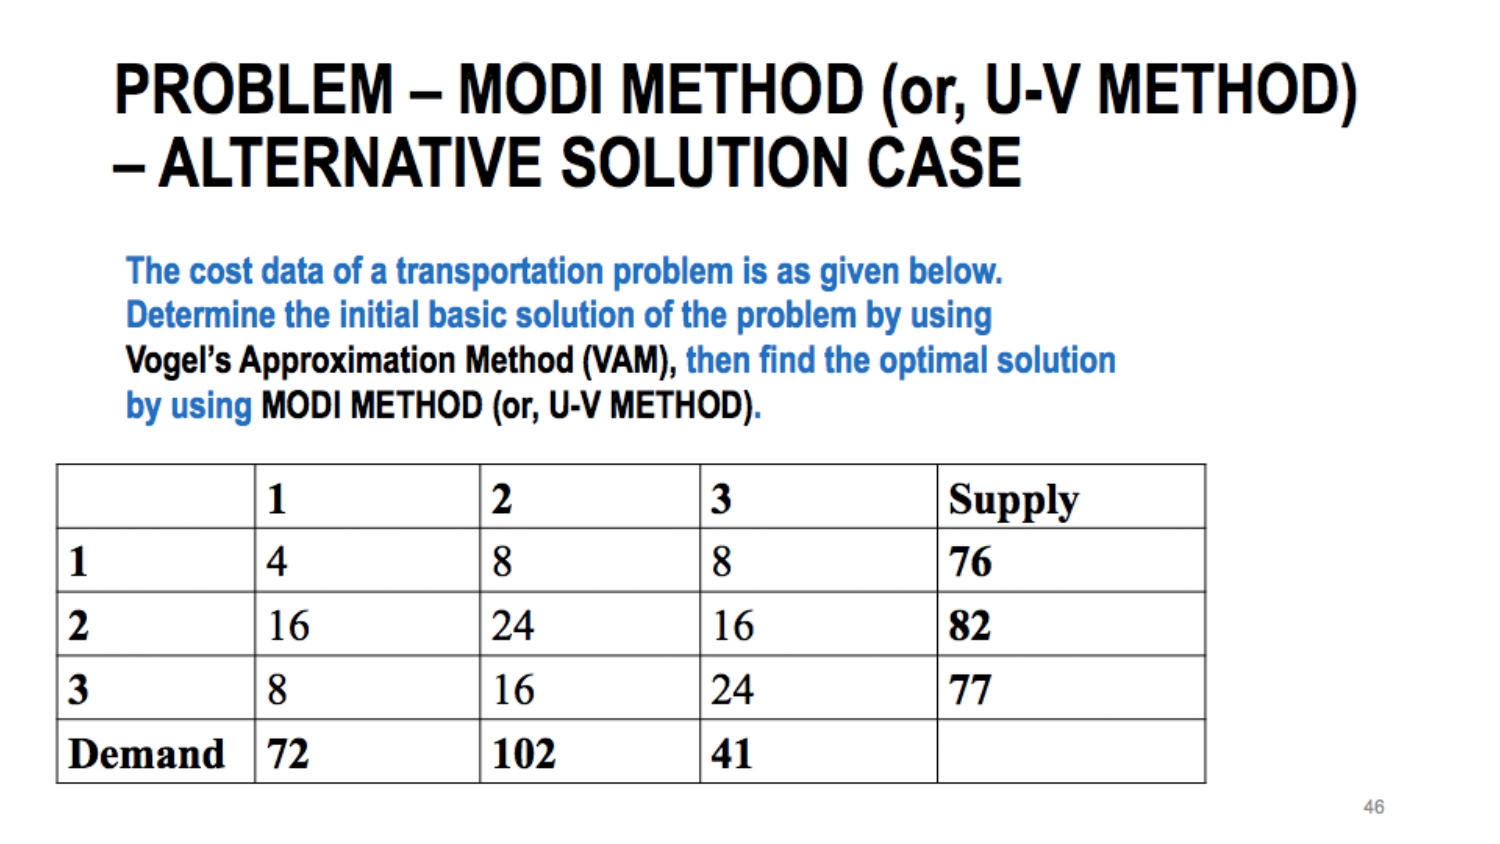 PROBLEM – MODI METHOD (or, U-V METHOD)
– ALTERNATIVE SOLUTION CASE
The cost data of a transportation problem is as given below.
Determine the initial basic solution of the problem by using
Vogel’s Approximation Method (VAM), then find the optimal solution
by using MODI METHOD (or, U-V METHOD).
1 2 3 Supply
1 4 8 8 76
2 16 24 16 82
3 8 16 24 77
Demand 72 102 41
46